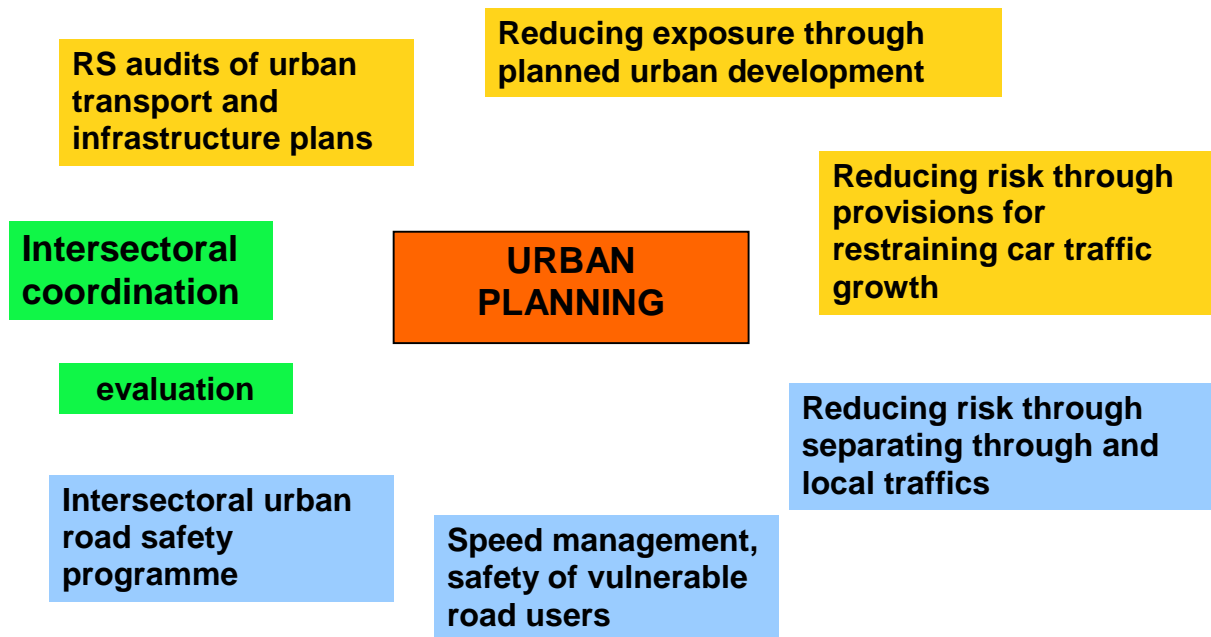 Reducing exposure through
planned urban development
RS audits of urban
transport and
infrastructure plans
Reducing risk through
provisions for
restraining car traffic
growth
Intersectoral
coordination
URBAN
PLANNING
evaluation
Reducing risk through
separating through and
local traffics
Intersectoral urban
road safety
programme
Speed management,
safety of vulnerable
road users